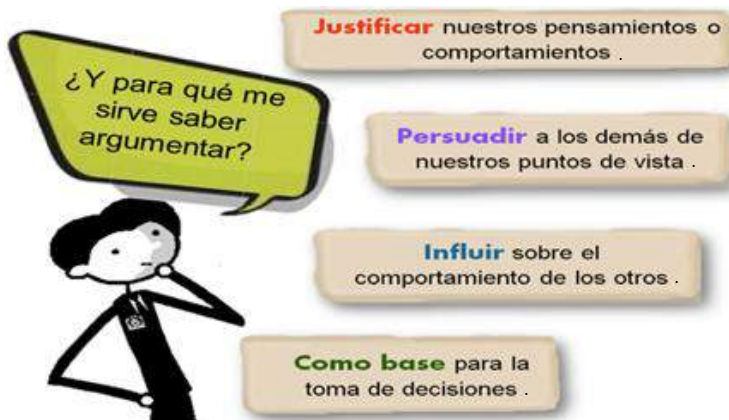 ¿Y para qué me
sirve saber
argumentar?
Justificar nuestros pensamientos o
comportamientos .
Persuadir a los demás de
nuestros puntos de vista .
Influir sobre el
comportamiento de los otros .
Como base para la
toma de decisiones .